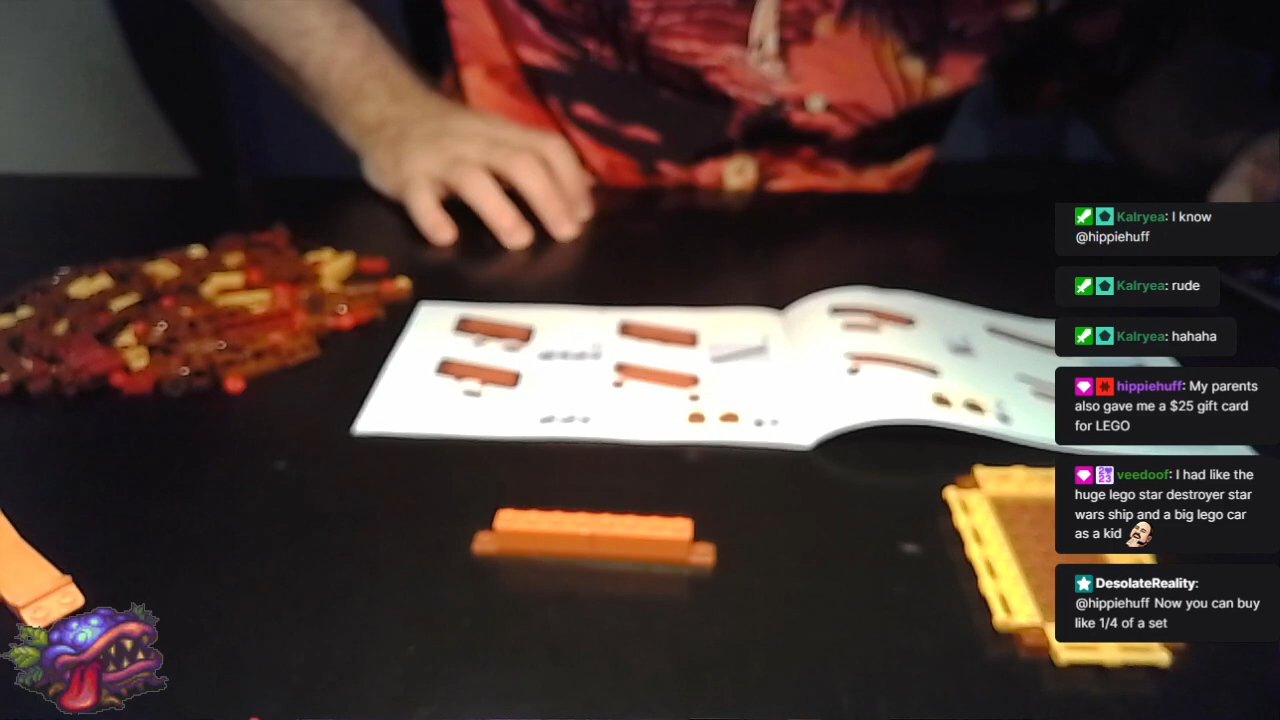 Kalryea: I know
@hippiehuff
Kalryea: rude
Kalryea: hahaha
hippiehuff: My parents
also gave me a $25 gift card
for LEGO
veedoof: I had like the
huge lego star destroyer star
wars ship and a big lego car
as a kid
DesolateReality:
@hippiehuff Now you can buy
like 1/4 of a set